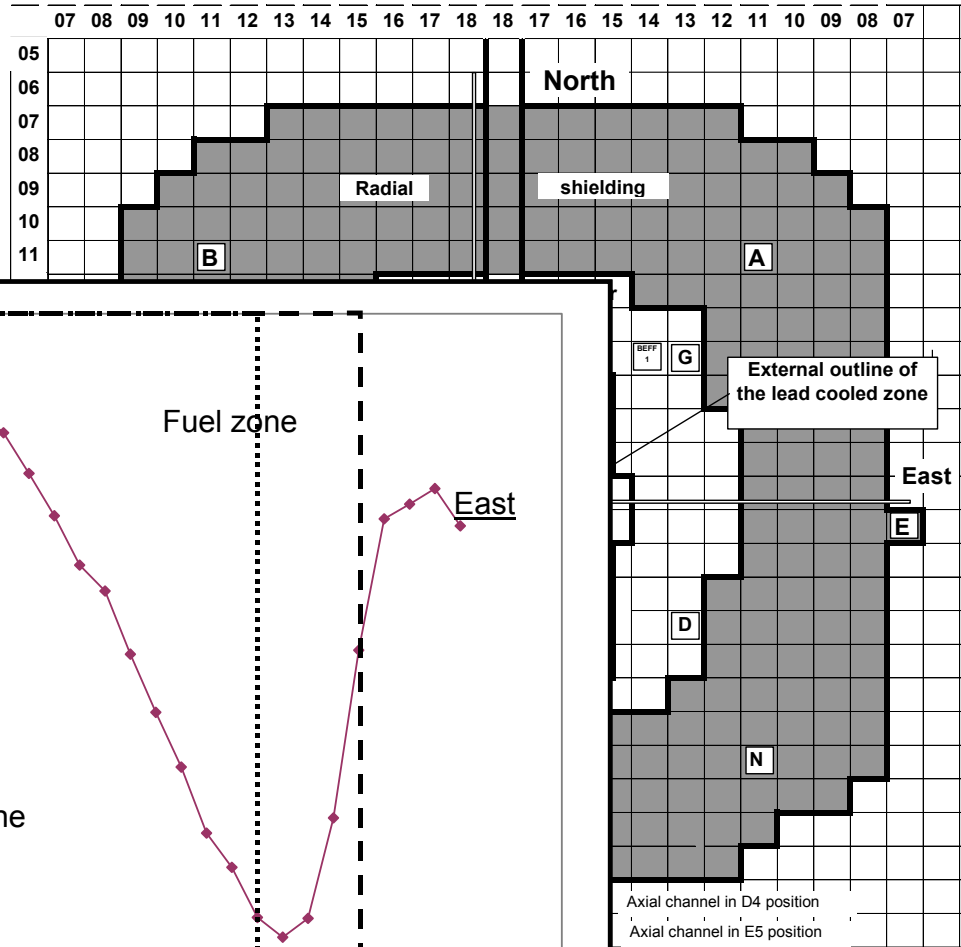 07 08 09 10 11 13 14 15 16 17 18 18 17 16 15 14 13 11 10 09 08 07
05
06
North
07
08
09
Radial
shielding
10
11
B
A
BEFF
1
G
External outline of
the lead cooled zone
Fuel zone
East
East
E
D
N
ne
Axial channel in D4 position
Axial channel in E5 position